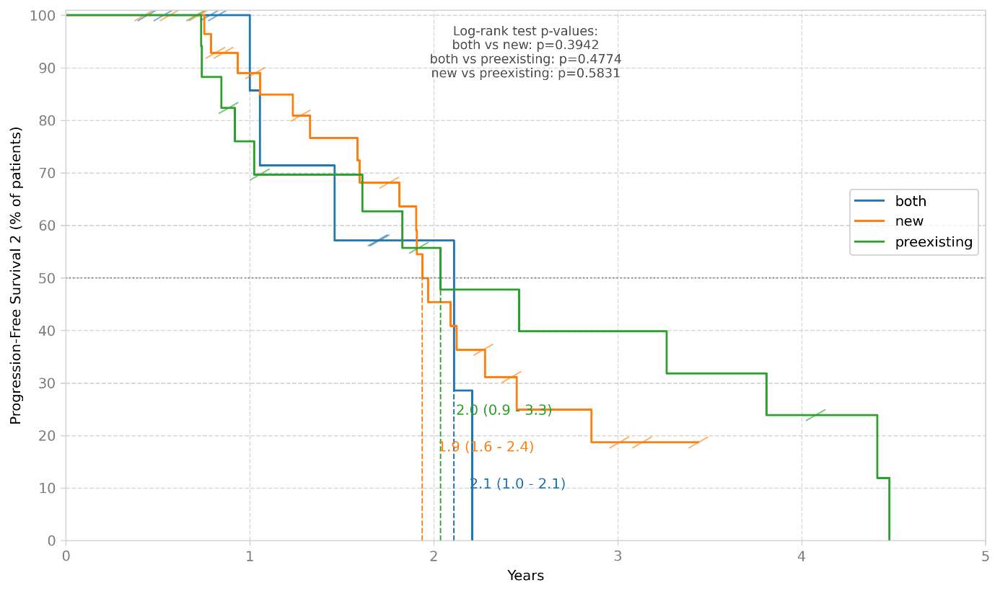 100
90
80
70
60
50
40
30
20
10
0
Progression-Free Survival 2 (% of patients)
Log-rank test p-values:
both vs new: p=0.3942
both vs preexisting: p=0.4774
new vs preexisting: p=0.5831
both
new
preexisting
2.0 (0.9 - 3.3)
1.9 (1.6 - 2.4)
2.1 (1.0 - 2.1)
0 1 2 3 4 5
Years